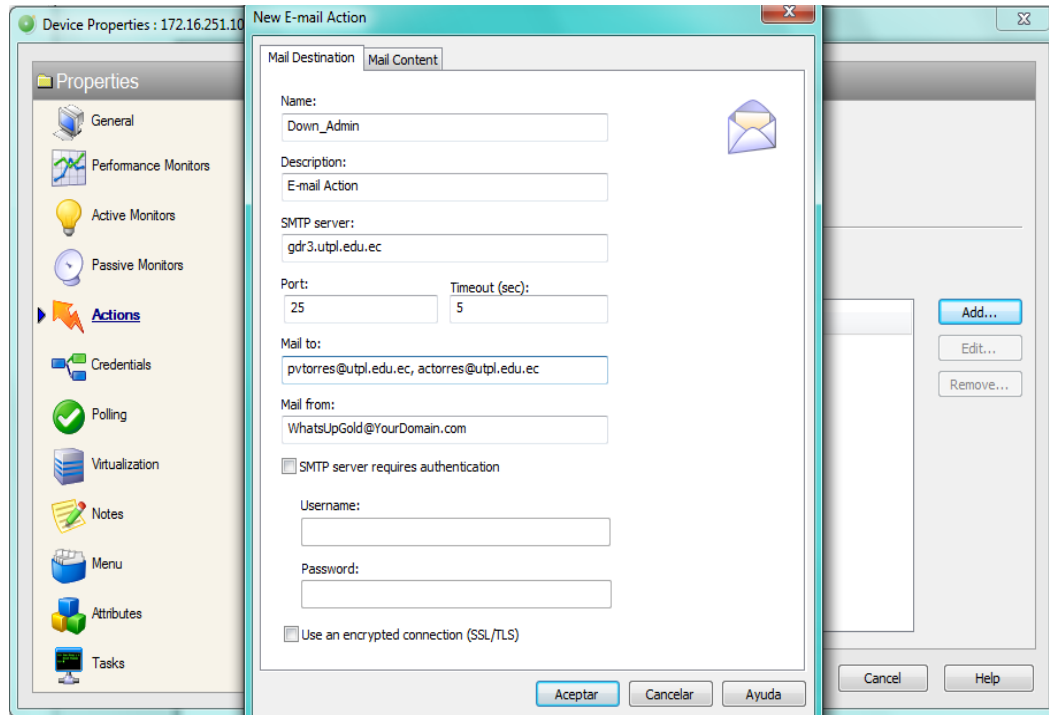 Device Properties : 172.16.251.10
New E-mail Action
Properties
General
Performance Monitors
Active Monitors
Passive Monitors
Actions
Credentials
Polling
Virtualization
Notes
Menu
Attributes
Tasks
Mail Destination
Mail Content
Name:
Down_Admin
Description:
E-mail Action
SMTP server:
gdr3.utpl.edu.ec
Port:
Timeout (sec):
25
5
Mail to:
pvtorres@utpl.edu.ec, actorres@utpl.edu.ec
Mail from:
WhatsUpGold@YourDomain.com
SMTP server requires authentication
Username:
Password:
Use an encrypted connection (SSL/TLS)
Aceptar
Cancelar
Ayuda
Add...
Edit...
Remove...
Cancel
Help